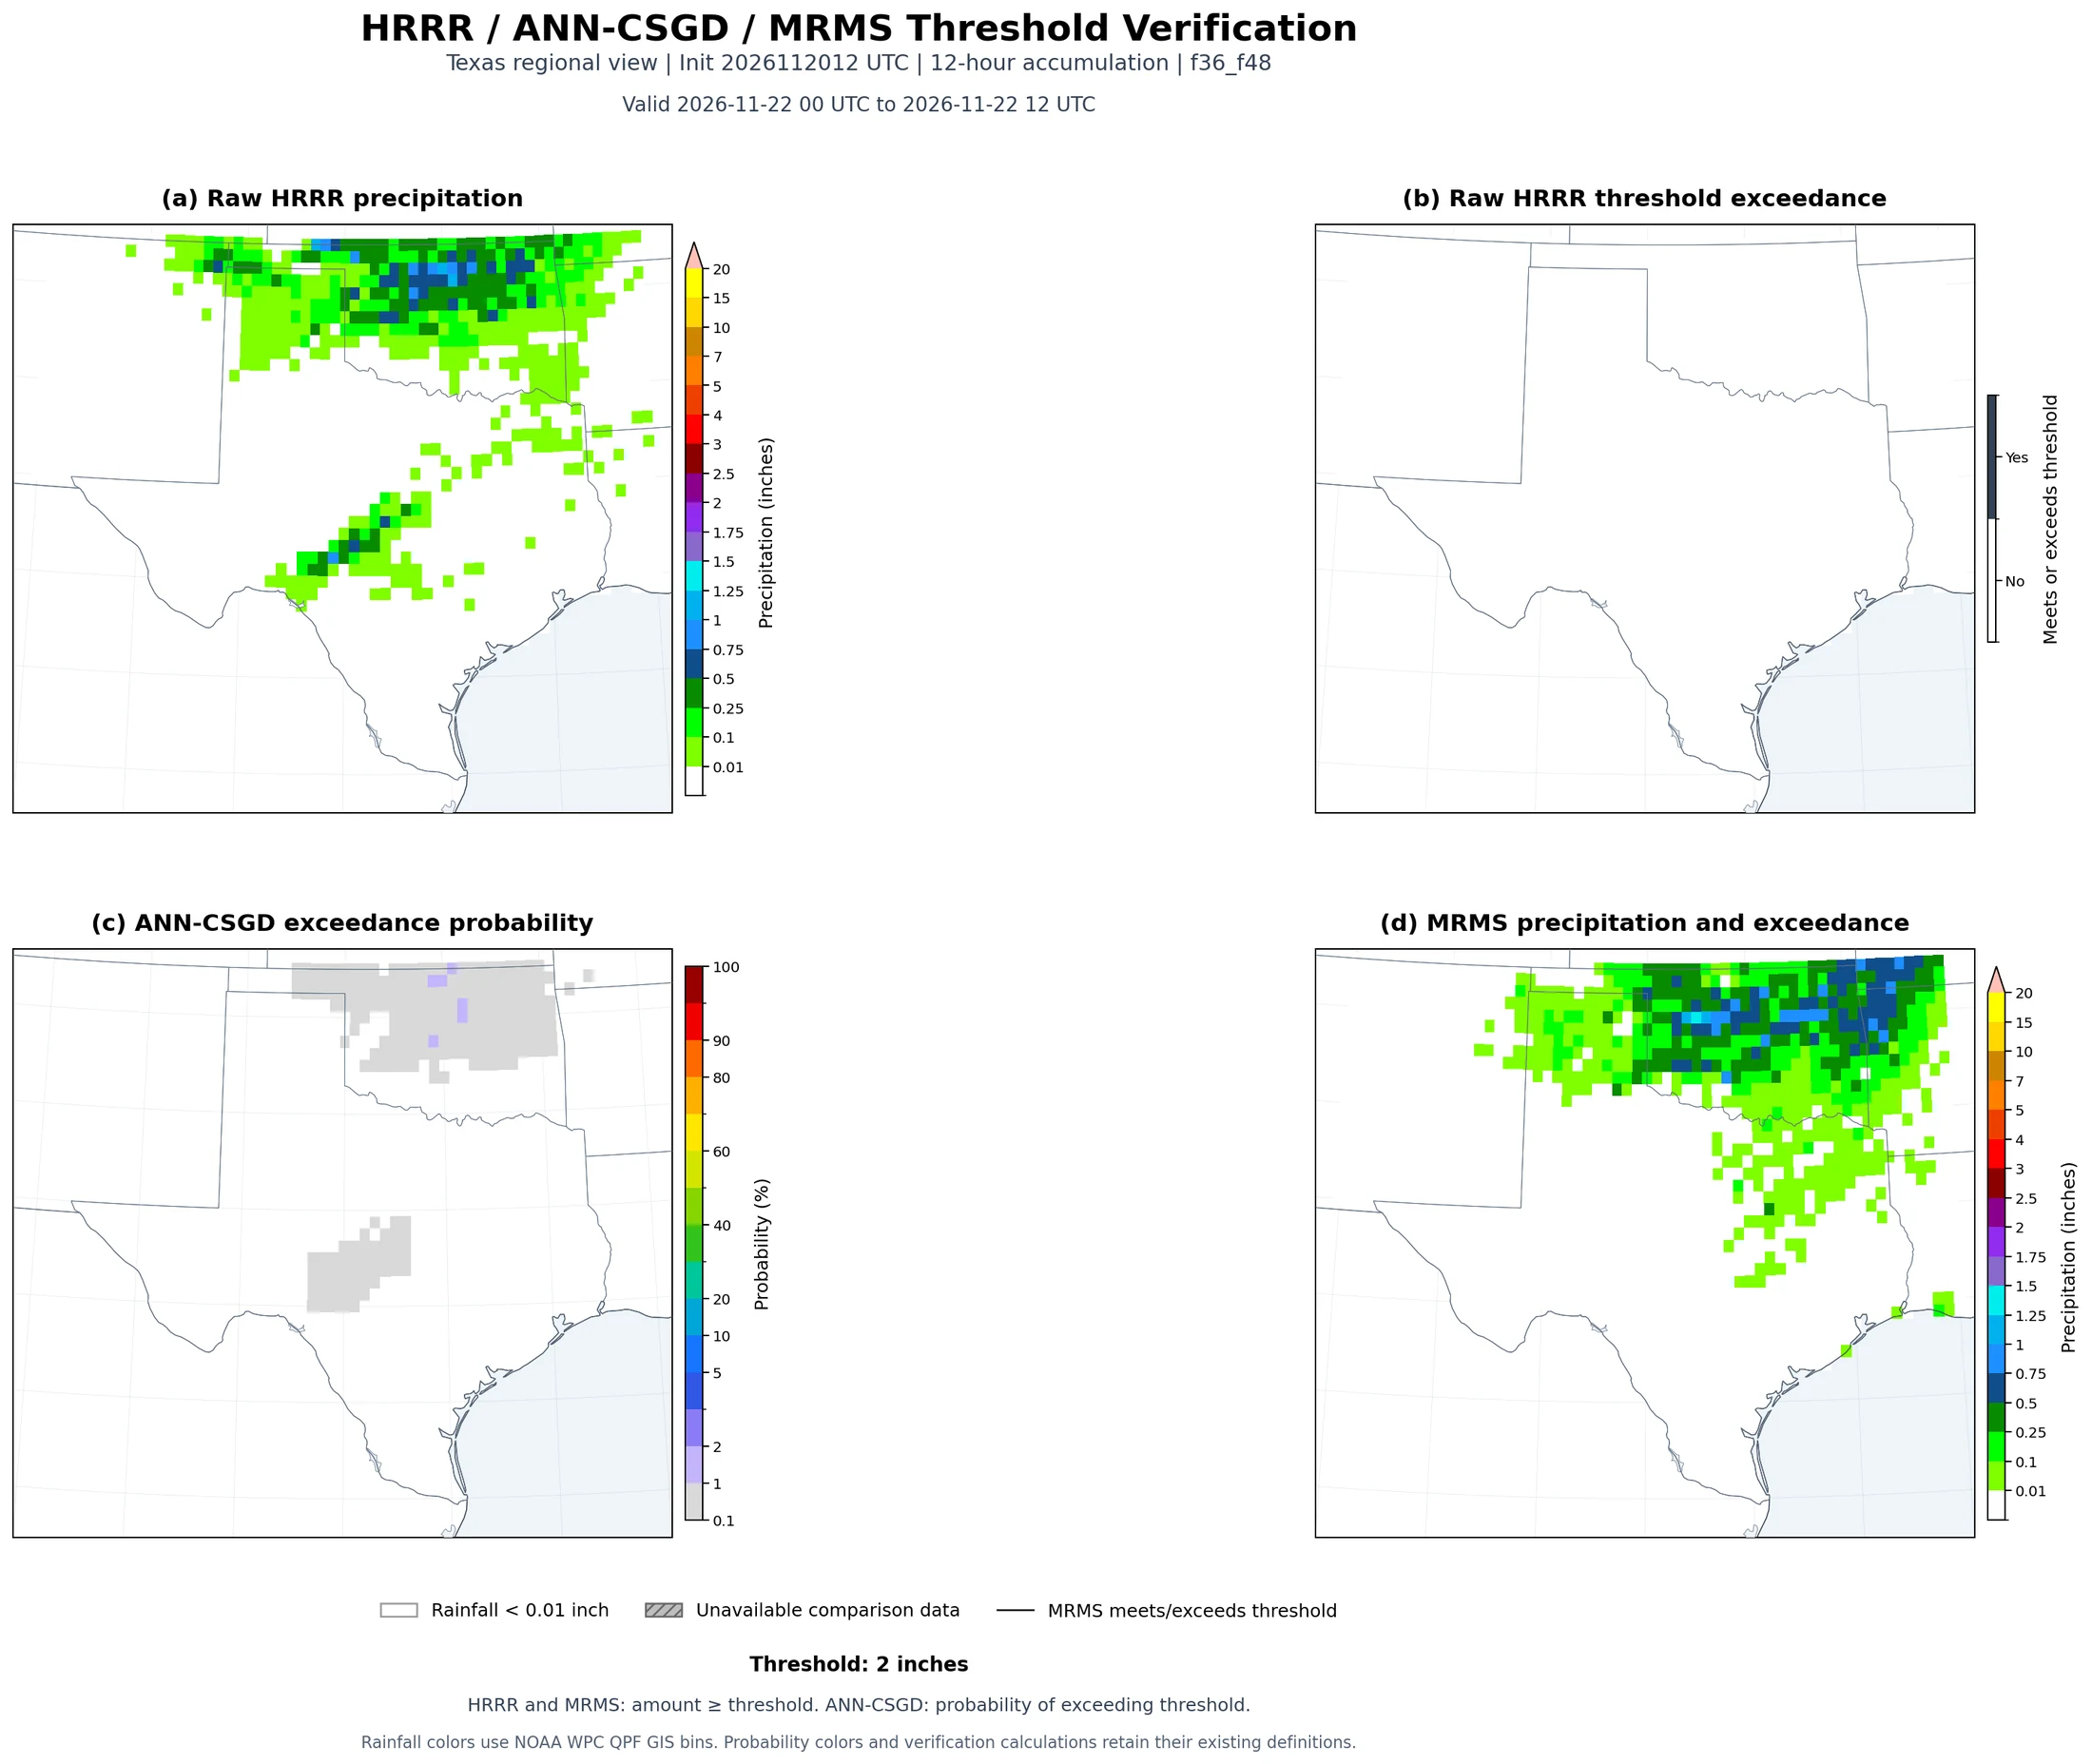 HRRR / ANN-CSGD / MRMS Threshold Verification
Texas regional view | Init 2026112012 UTC | 12-hour accumulation | f36_f48
Valid 2026-11-22 00 UTC to 2026-11-22 12 UTC
(a) Raw HRRR precipitation
20
15
10
7
5
4
3
2.5
2
1.75
1.5
1.25
1
0.75
0.5
0.25
0.1
0.01
Precipitation (inches)
(b) Raw HRRR threshold exceedance
Yes
No
Meets or exceeds threshold
(c) ANN-CSGD exceedance probability
100
90
80
60
40
20
10
5
2
1
0.1
Probability (%)
(d) MRMS precipitation and exceedance
20
15
10
7
5
4
3
2.5
2
1.75
1.5
1.25
1
0.75
0.5
0.25
0.1
0.01
Precipitation (inches)
Rainfall < 0.01 inch
Unavailable comparison data
MRMS meets/exceeds threshold
Threshold: 2 inches
HRRR and MRMS: amount ≥ threshold. ANN-CSGD: probability of exceeding threshold.
Rainfall colors use NOAA WPC QPF GIS bins. Probability colors and verification calculations retain their existing definitions.